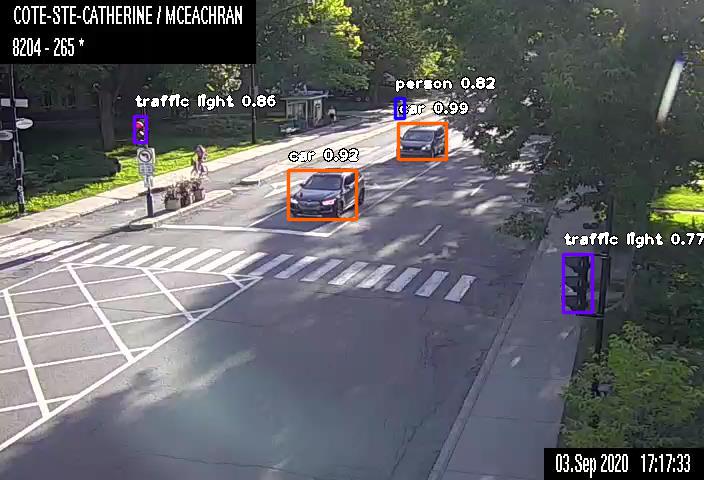 COTE-STE-CATHERINE / MCEACHRAN
8204 - 265 *
person 0.82
traffic light 0.86
car 0.99
car 0.92
traffic light 0.77
03.Sep 2020 17:17:33